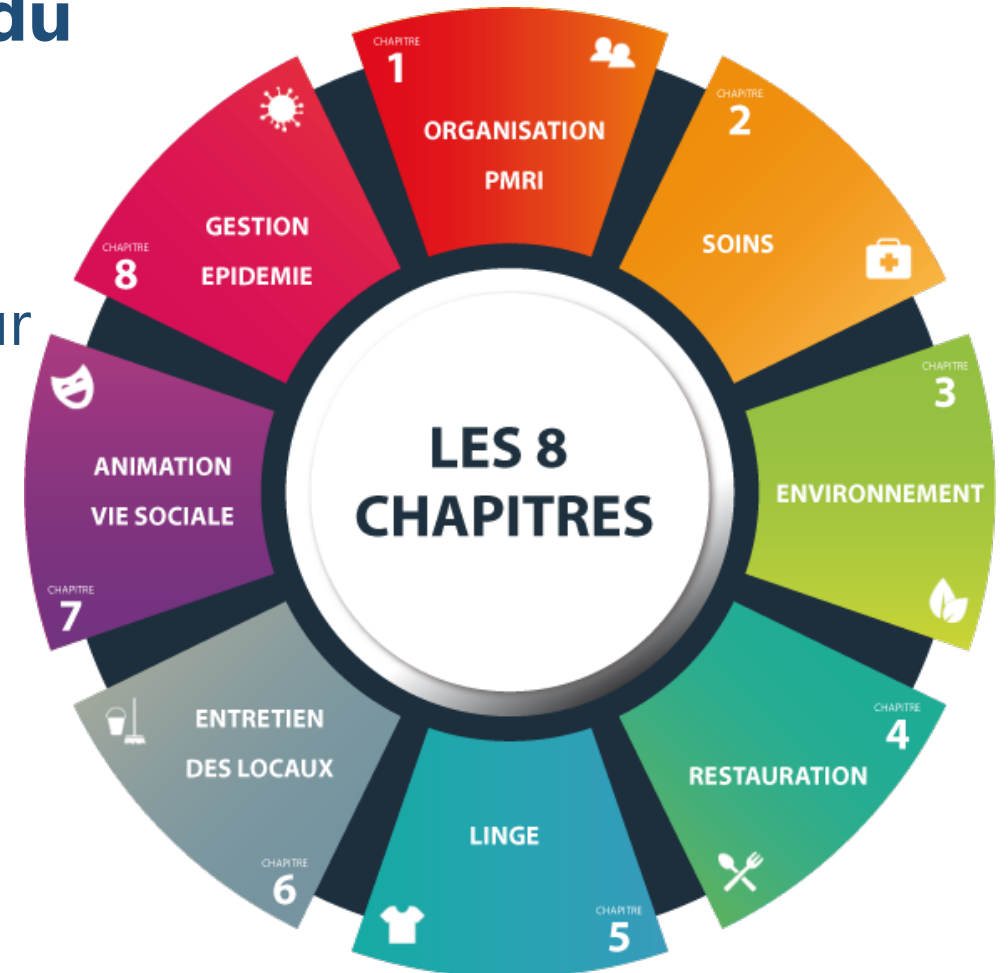 du
ur
LES 8
CHAPITRES
CHAPITRE
1
ORGANISATION
PMRI
CHAPITRE
2
SOINS
CHAPITRE
3
ENVIRONNEMENT
CHAPITRE
4
RESTAURATION
CHAPITRE
5
LINGE
CHAPITRE
6
ENTRETIEN
DES LOCAUX
CHAPITRE
7
ANIMATION
VIE SOCIALE
CHAPITRE
8
GESTION
EPIDEMIE